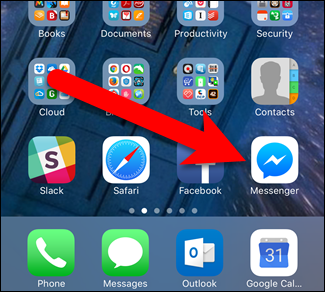 Books Documents Productivity Security
Cloud Tools Contacts
Slack Safari Facebook Messenger
31
Phone Messages Outlook Google Cal...